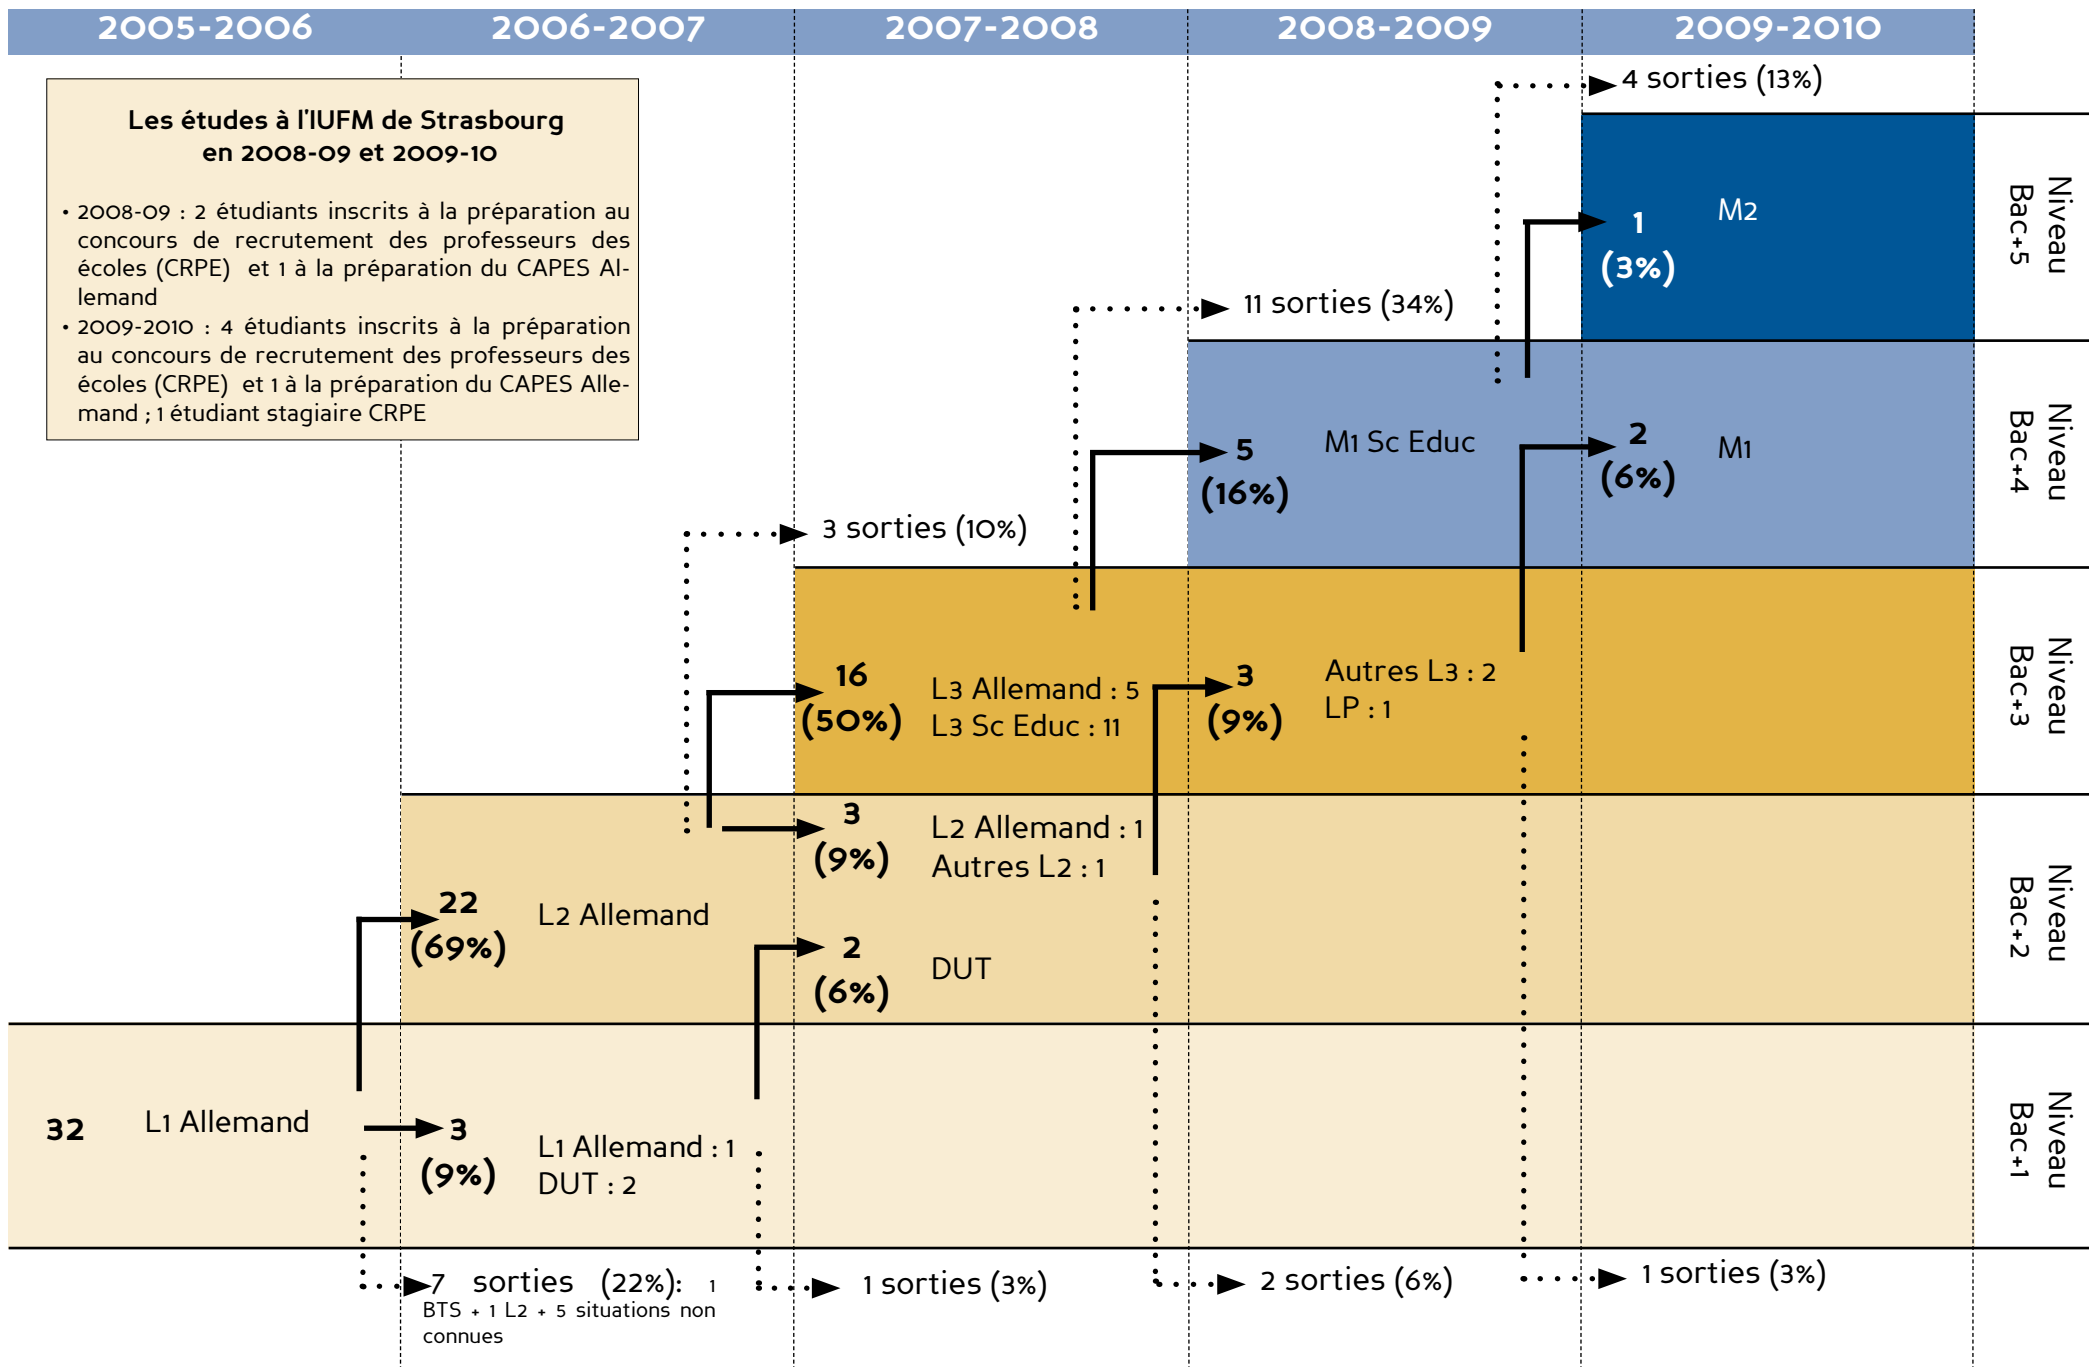 2005-2006
2006-2007
2007-2008
2008-2009
2009-2010
Les études à l'IUFM de Strasbourg
en 2008-09 et 2009-10
• 2008-09 : 2 étudiants inscrits à la préparation au
concours de recrutement des professeurs des
écoles (CRPE) et 1 à la préparation du CAPES Al-
lemand
• 2009-2010 : 4 étudiants inscrits à la préparation
au concours de recrutement des professeurs des
écoles (CRPE) et 1 à la préparation du CAPES Alle-
mand ; 1 étudiant stagiaire CRPE
4 sorties (13%)
1
(3%)
M2
Niveau
Bac+5
11 sorties (34%)
5
(16%)
M1 Sc Educ
2
(6%)
M1
Niveau
Bac+4
3 sorties (10%)
16
(50%)
L3 Allemand : 5
L3 Sc Educ : 11
3
(9%)
Autres L3 : 2
LP : 1
Niveau
Bac+3
22
(69%)
L2 Allemand
3
(9%)
L2 Allemand : 1
Autres L2 : 1
2
(6%)
DUT
Niveau
Bac+2
32
L1 Allemand
3
(9%)
L1 Allemand : 1
DUT : 2
Niveau
Bac+1
7 sorties (22%): 1
BTS + 1 L2 + 5 situations non
connues
1 sorties (3%)
2 sorties (6%)
1 sorties (3%)